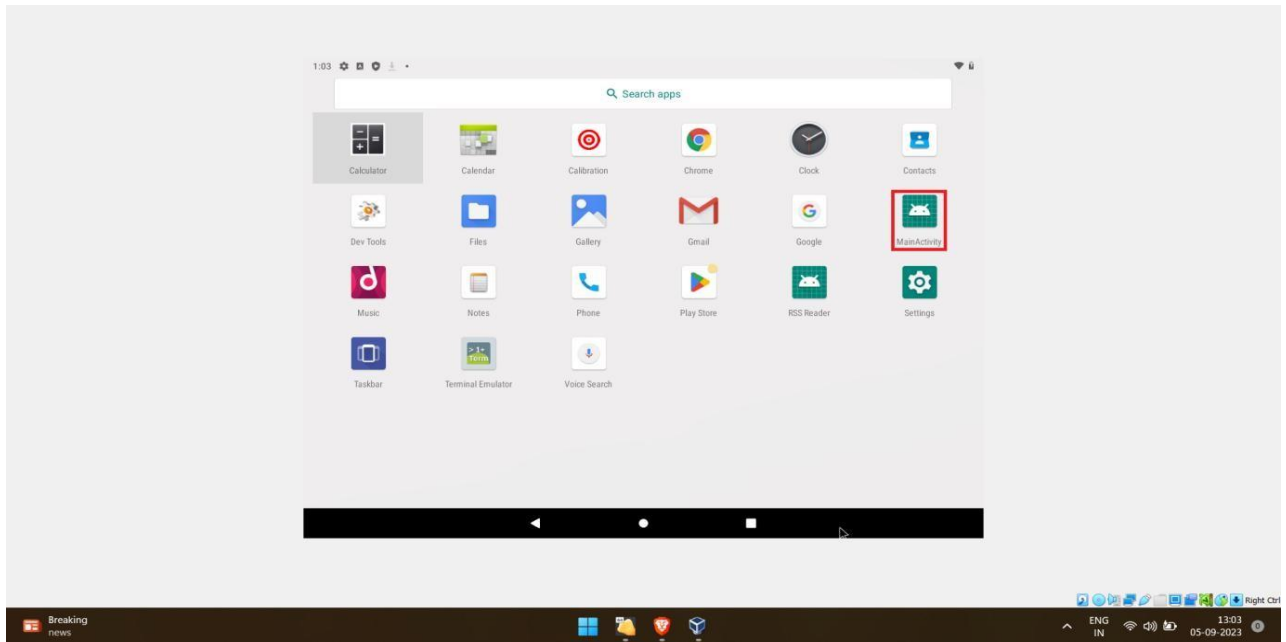 1:03
Search apps
Calculator
Calendar
Calibration
Chrome
Clock
Contacts
Dev Tools
Files
Gallery
Gmail
Google
MainActivity
Music
Notes
Phone
Play Store
RSS Reader
Settings
Taskbar
Terminal Emulator
Voice Search
Right Ctrl
Breaking
news
ENG
IN
13:03
05-09-2023
0